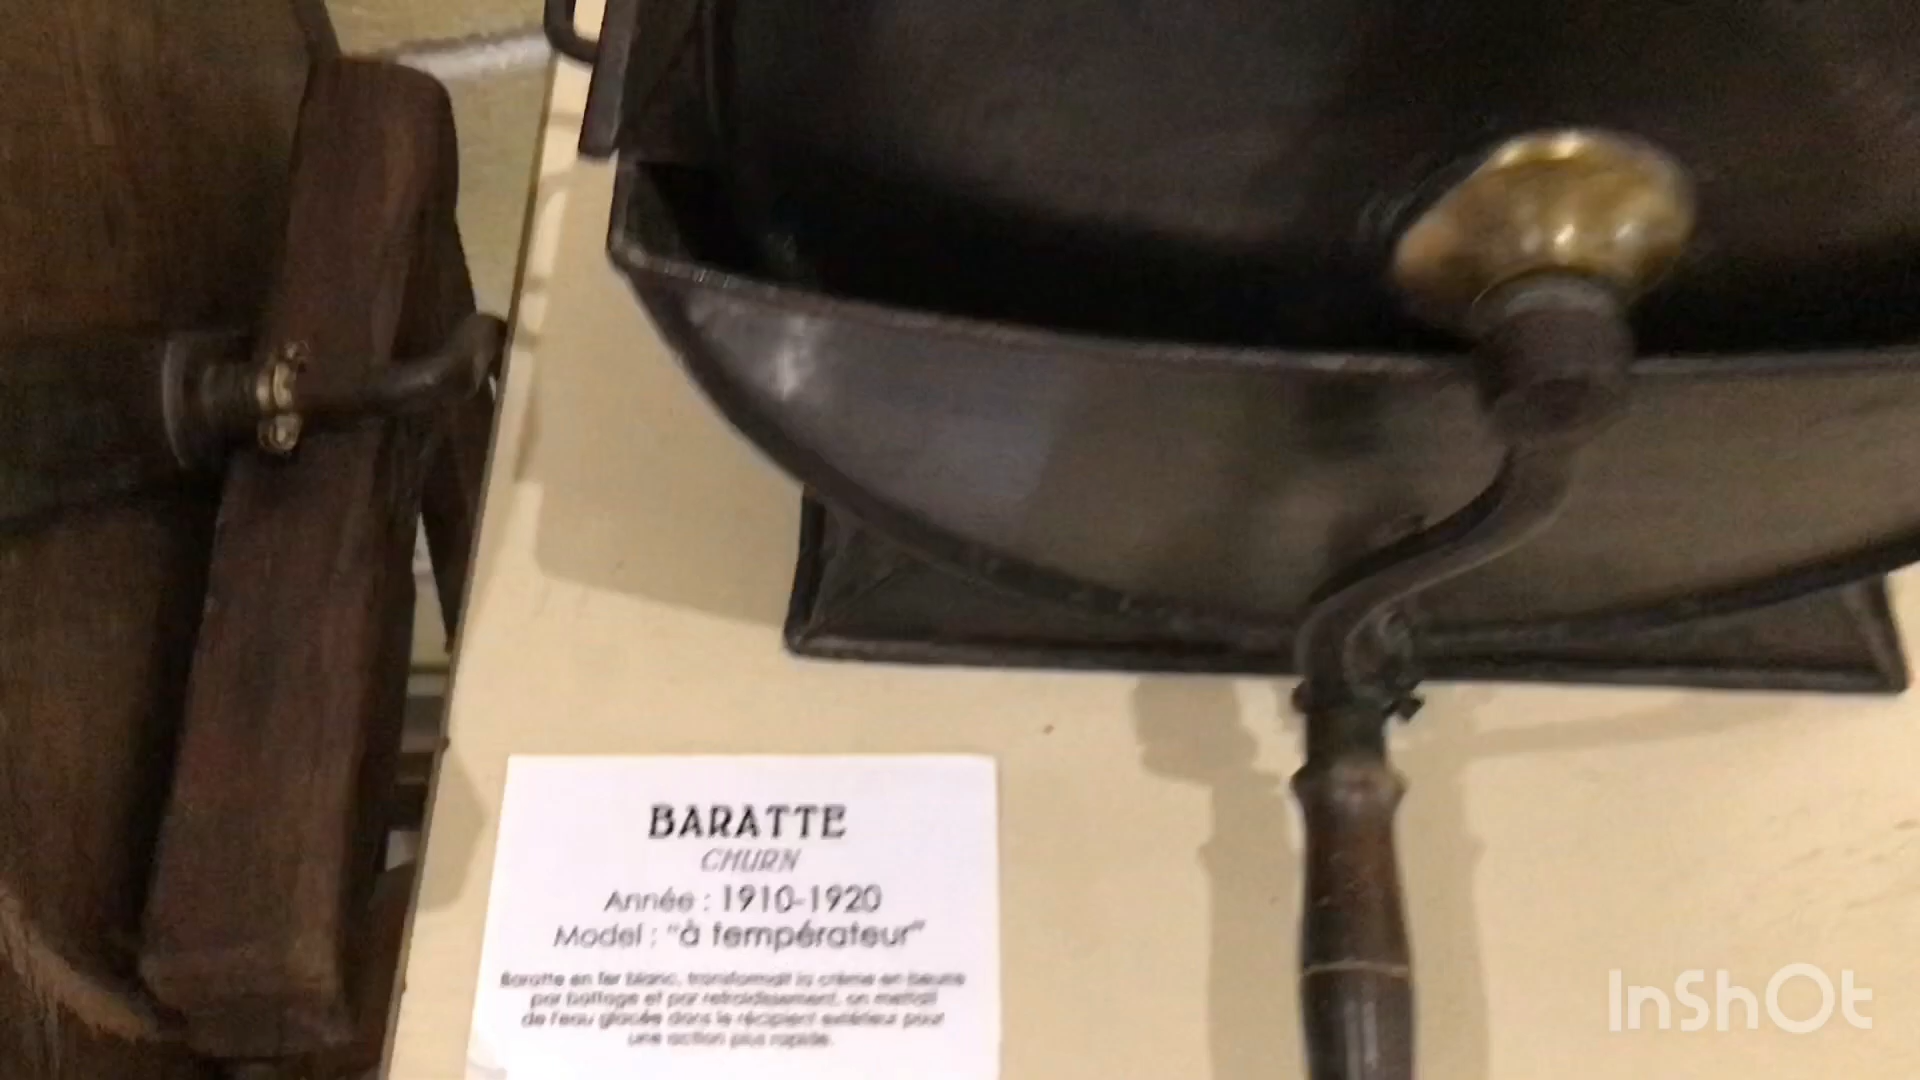 BARATTE
CHURN
Année : 1910-1920
Model : "à températeur"
Baratte en fer blanc, transformait la crème en beurre
par battage et par refroidissement, on mettait
de l'eau glacée dans le récipient extérieur pour
une action plus rapide.
InShOt